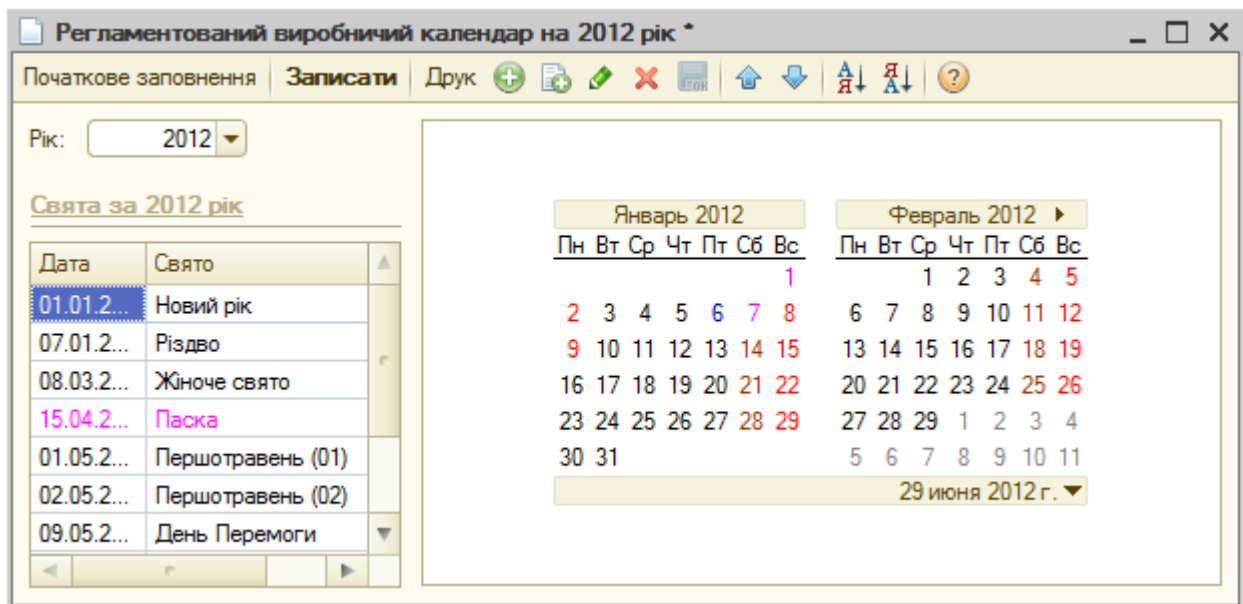 Регламентований виробничий календар на 2012 рік *
Початкове заповнення Записати Друк
Рік: 2012
Свята за 2012 рік
Дата Свято
01.01.2... Новий рік
07.01.2... Різдво
08.03.2... Жіноче свято
15.04.2... Паска
01.05.2... Першотравень (01)
02.05.2... Першотравень (02)
09.05.2... День Перемоги
Январь 2012
Пн Вт Ср Чт Пт Сб Вс
1
2 3 4 5 6 7 8
9 10 11 12 13 14 15
16 17 18 19 20 21 22
23 24 25 26 27 28 29
30 31
Февраль 2012
Пн Вт Ср Чт Пт Сб Вс
1 2 3 4 5
6 7 8 9 10 11 12
13 14 15 16 17 18 19
20 21 22 23 24 25 26
27 28 29 1 2 3 4
5 6 7 8 9 10 11
29 июня 2012 г.